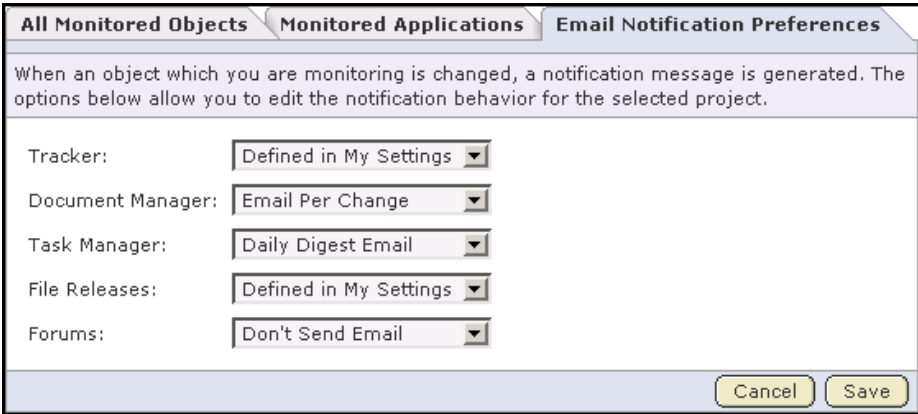 All Monitored Objects Monitored Applications Email Notification Preferences
When an object which you are monitoring is changed, a notification message is generated. The
options below allow you to edit the notification behavior for the selected project.
Tracker: Defined in My Settings
Document Manager: Email Per Change
Task Manager: Daily Digest Email
File Releases: Defined in My Settings
Forums: Don't Send Email
Cancel Save